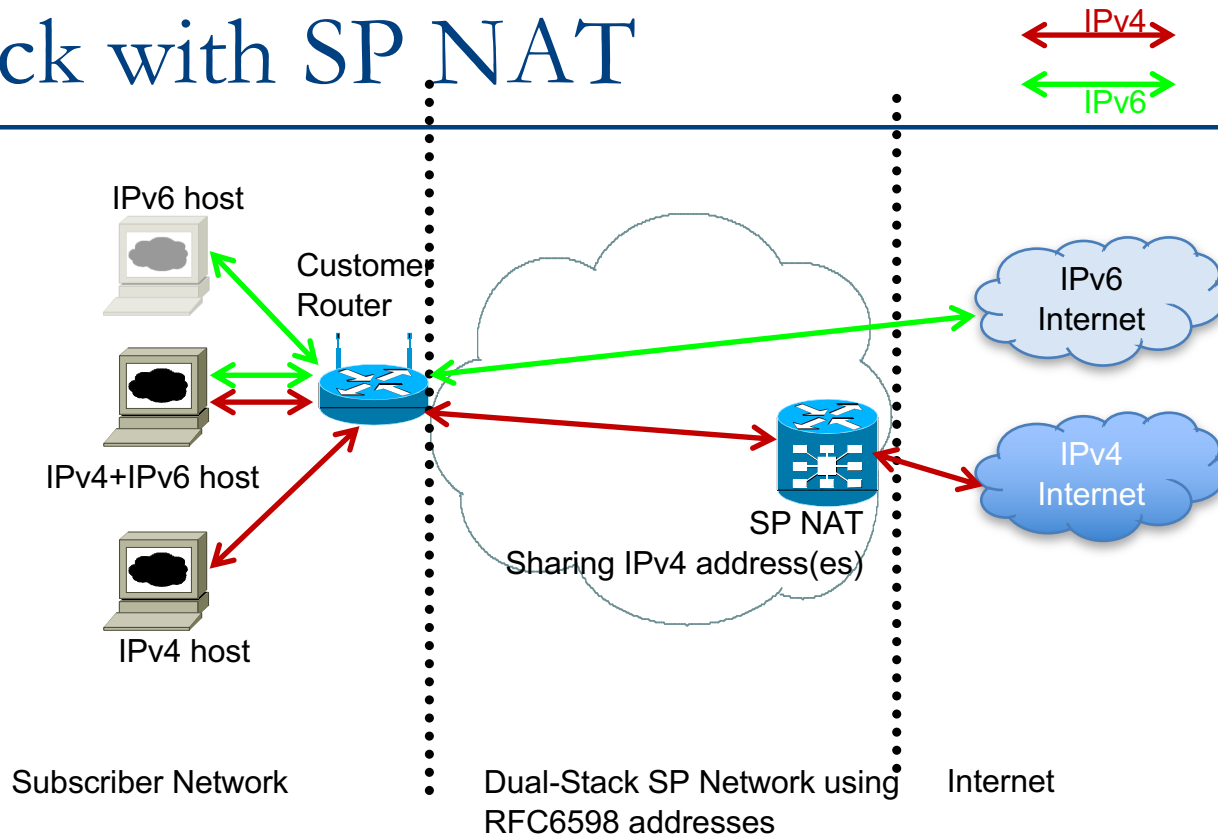 ck with SP NAT
IPv4
IPv6
IPv6 host
Customer
Router
IPv6
Internet
IPv4+IPv6 host
IPv4
Internet
SP NAT
Sharing IPv4 address(es)
IPv4 host
Subscriber Network
Dual-Stack SP Network using
RFC6598 addresses
Internet